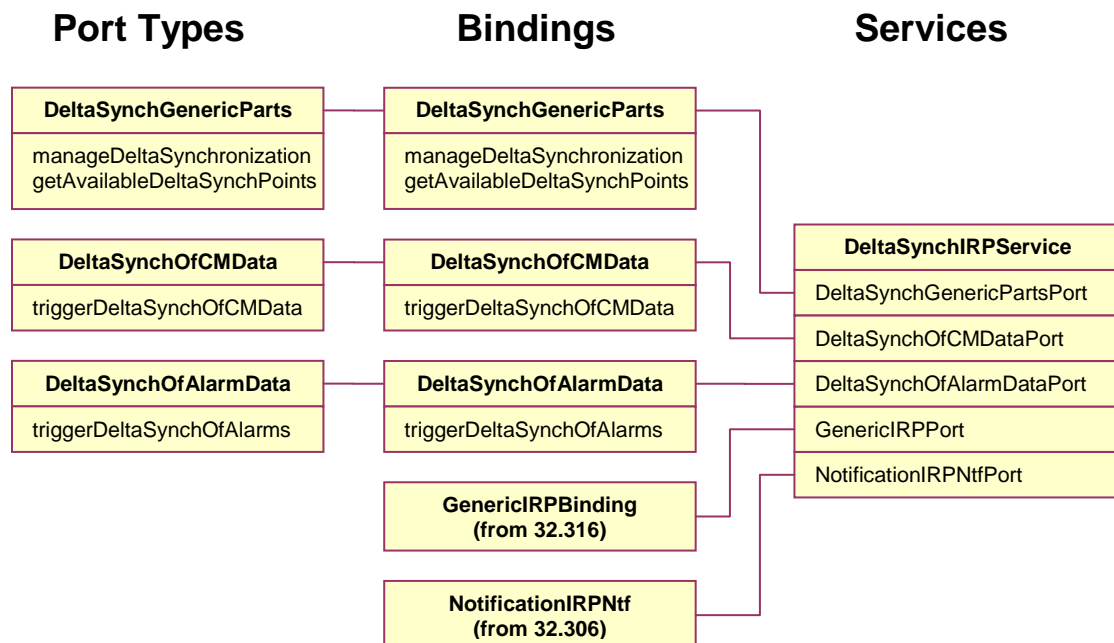 Port Types
Bindings
Services
DeltaSynchGenericParts
manageDeltaSynchronization
getAvailableDeltaSynchPoints
DeltaSynchGenericParts
manageDeltaSynchronization
getAvailableDeltaSynchPoints
DeltaSynchOfCMData
triggerDeltaSynchOfCMData
DeltaSynchOfCMData
triggerDeltaSynchOfCMData
DeltaSynchOfAlarmData
triggerDeltaSynchOfAlarms
DeltaSynchOfAlarmData
triggerDeltaSynchOfAlarms
GenericIRPBinding
(from 32.316)
NotificationIRPNtf
(from 32.306)
DeltaSynchIRPService
DeltaSynchGenericPartsPort
DeltaSynchOfCMDataPort
DeltaSynchOfAlarmDataPort
GenericIRPPort
NotificationIRPNtfPort